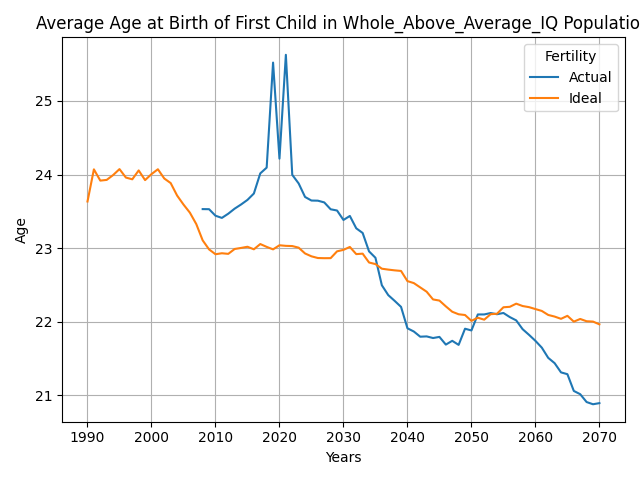 Average Age at Birth of First Child in Whole_Above_Average_IQ Populatio
Fertility
Actual
Ideal
25
24
23
22
21
Age
1990 2000 2010 2020 2030 2040 2050 2060 2070
Years